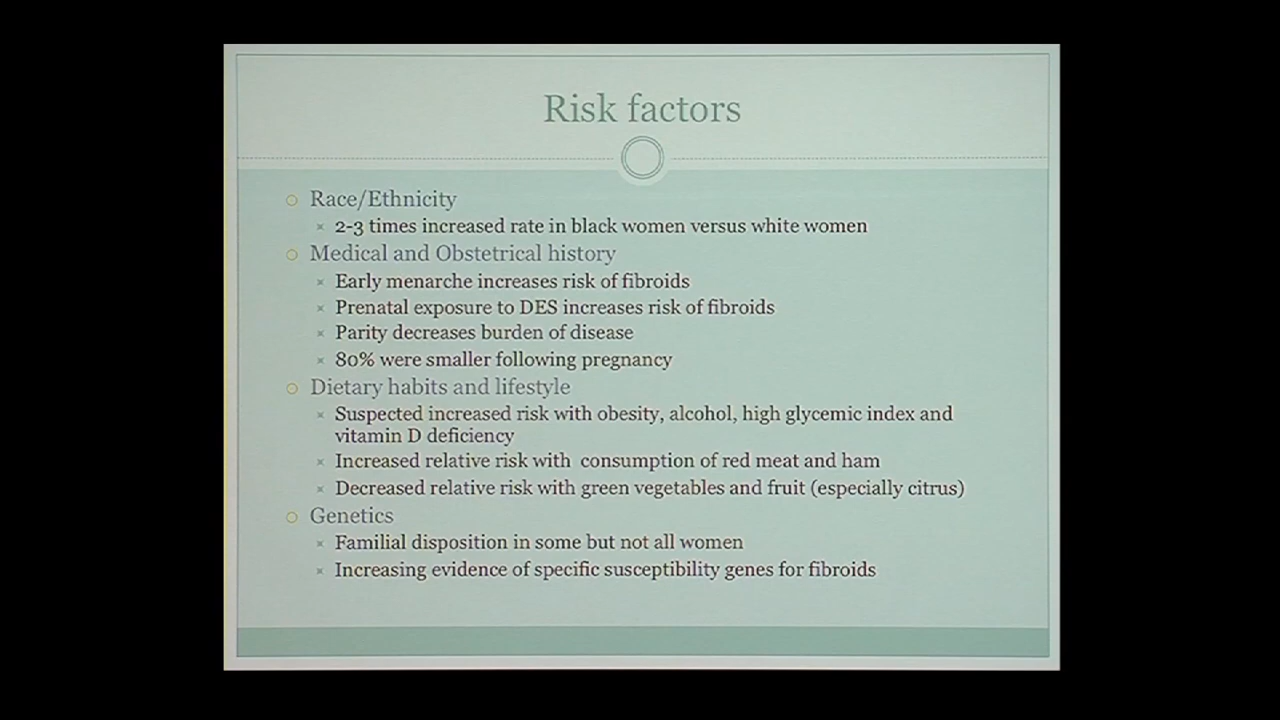 Risk factors
Race/Ethnicity
2-3 times increased rate in black women versus white women
Medical and Obstetrical history
Early menarche increases risk of fibroids
Prenatal exposure to DES increases risk of fibroids
Parity decreases burden of disease
80% were smaller following pregnancy
Dietary habits and lifestyle
Suspected increased risk with obesity, alcohol, high glycemic index and
vitamin D deficiency
Increased relative risk with consumption of red meat and ham
Decreased relative risk with green vegetables and fruit (especially citrus)
Genetics
Familial disposition in some but not all women
Increasing evidence of specific susceptibility genes for fibroids